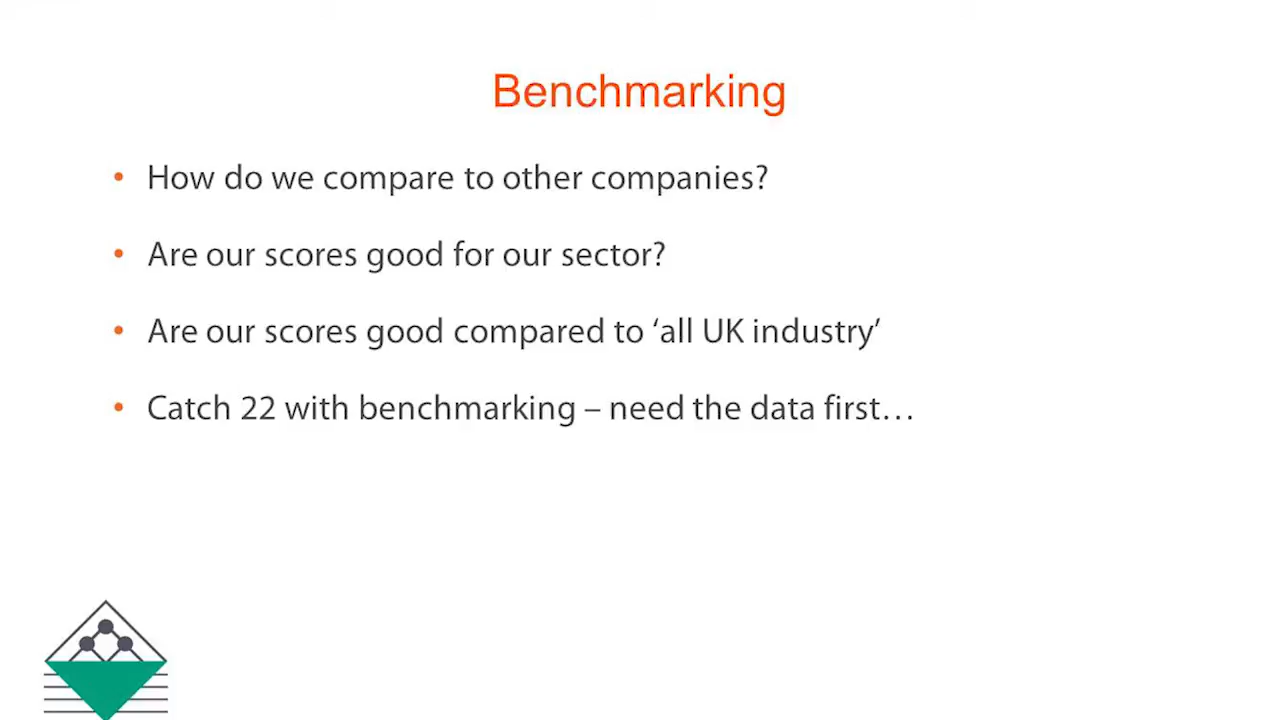 Benchmarking
• How do we compare to other companies?
• Are our scores good for our sector?
• Are our scores good compared to ‘all UK industry’
• Catch 22 with benchmarking – need the data first…